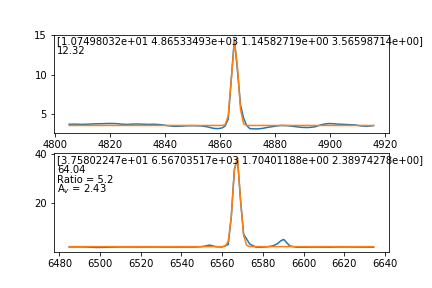 [1.07498032e+01 4.86533493e+03 1.14582719e+00 3.56598714e+00]
12.32
15
10
5
4800 4820 4840 4860 4880 4900 4920
[3.75802247e+01 6.56703517e+03 1.70401188e+00 2.38974278e+00]
64.04
Ratio = 5.2
Aᵥ = 2.43
40
20
6480 6500 6520 6540 6560 6580 6600 6620 6640